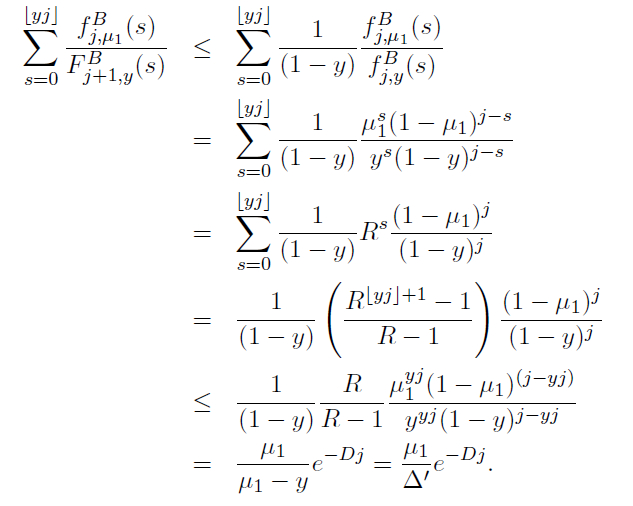 $$\sum_{s=0}^{\lfloor yj \rfloor} \frac{f_{j,\mu_1}^B(s)}{F_{j+1,y}^B(s)} \leq \sum_{s=0}^{\lfloor yj \rfloor} \frac{1}{(1-y)} \frac{f_{j,\mu_1}^B(s)}{f_{j,y}^B(s)}$$
$$= \sum_{s=0}^{\lfloor yj \rfloor} \frac{1}{(1-y)} \frac{\mu_1^s (1-\mu_1)^{j-s}}{y^s (1-y)^{j-s}}$$
$$= \sum_{s=0}^{\lfloor yj \rfloor} \frac{1}{(1-y)} R^s \frac{(1-\mu_1)^j}{(1-y)^j}$$
$$= \frac{1}{(1-y)} \left( \frac{R^{\lfloor yj \rfloor + 1} - 1}{R - 1} \right) \frac{(1-\mu_1)^j}{(1-y)^j}$$
$$\leq \frac{1}{(1-y)} \frac{R}{R-1} \frac{\mu_1^{yj} (1-\mu_1)^{(j-yj)}}{y^{yj} (1-y)^{j-yj}}$$
$$= \frac{\mu_1}{\mu_1 - y} e^{-Dj} = \frac{\mu_1}{\Delta'} e^{-Dj}.$$